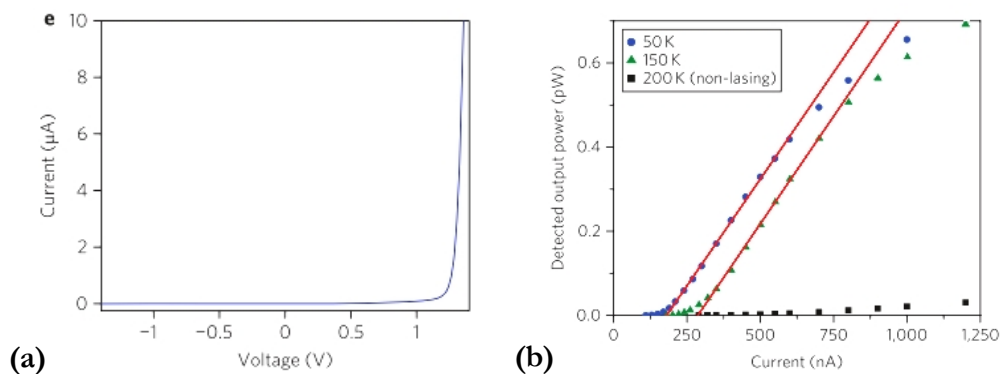 e
10
8
6
4
2
0
Current (μA)
−1
−0.5
0
0.5
1
Voltage (V)
(a)
50 K
150 K
200 K (non-lasing)
0.6
0.4
0.2
0.0
Detected output power (pW)
0
250
500
750
1,000
1,250
Current (nA)
(b)